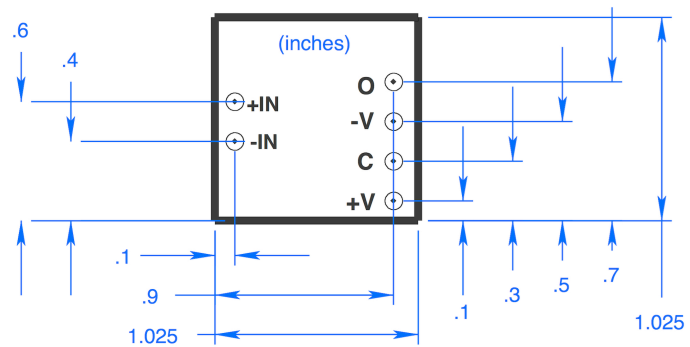 (inches)
.6
.4
O
+IN
-V
-IN
C
+V
.1
.7
.5
.3
.9
.1
1.025
1.025